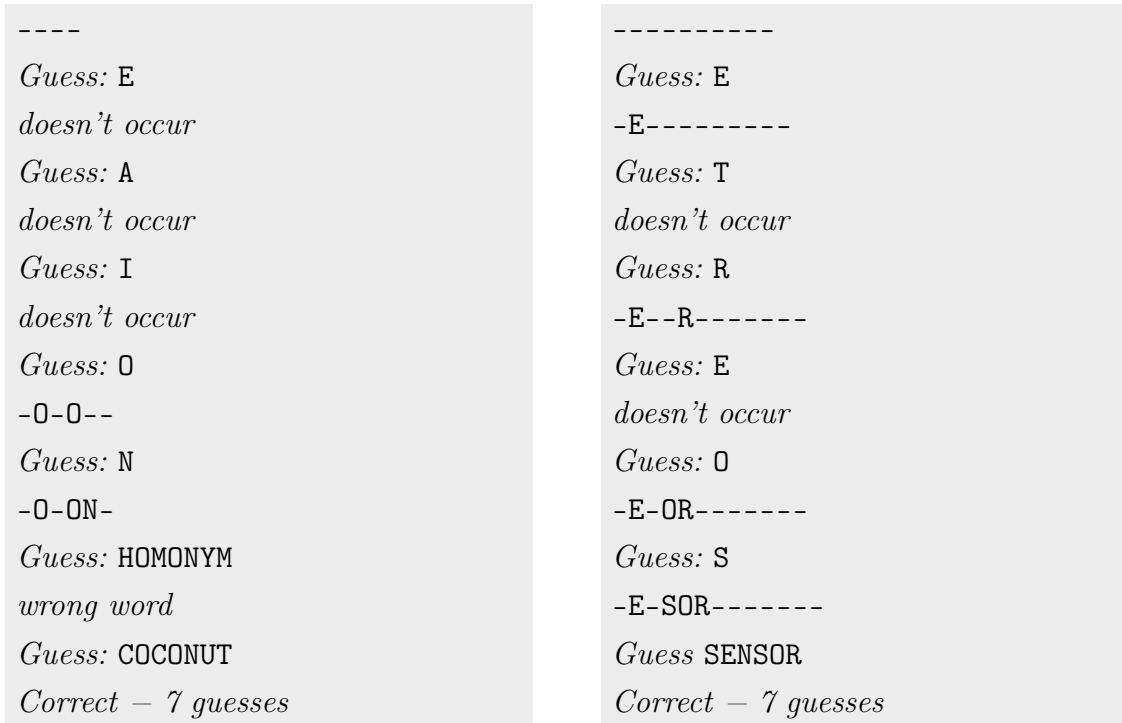 ----
Guess: E
doesn't occur
Guess: A
doesn't occur
Guess: I
doesn't occur
Guess: O
-O-O--
Guess: N
-O-ON-
Guess: HOMONYM
wrong word
Guess: COCONUT
Correct – 7 guesses
----------
Guess: E
-E---------
Guess: T
doesn't occur
Guess: R
-E--R-------
Guess: E
doesn't occur
Guess: O
-E-OR-------
Guess: S
-E-SOR-------
Guess SENSOR
Correct – 7 guesses